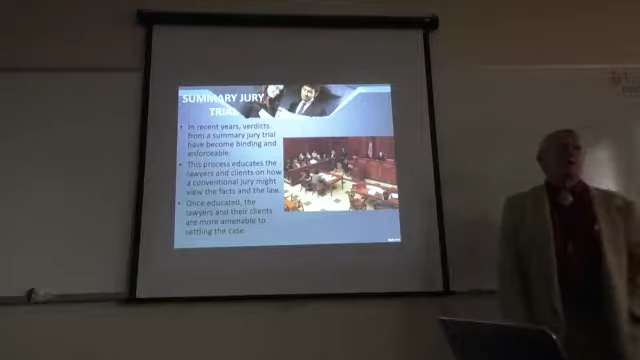 SUMMARY JURY
TRIAL
• In recent years, verdicts
from a summary jury trial
have become binding and
enforceable.
• This process educates the
lawyers and clients on how
a conventional jury might
view the facts and the law.
• Once educated, the
lawyers and their clients
are more amenable to
settling the case.